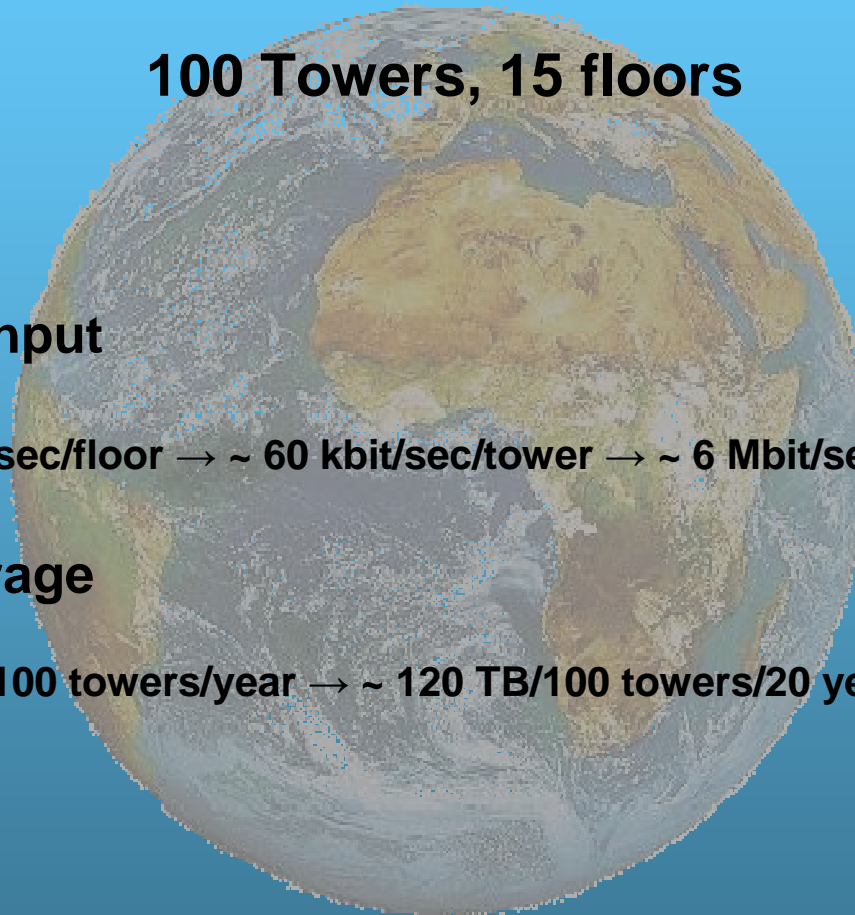 100 Towers, 15 floors
nput
sec/floor → ~ 60 kbit/sec/tower → ~ 6 Mbit/se
rage
100 towers/year → ~ 120 TB/100 towers/20 ye